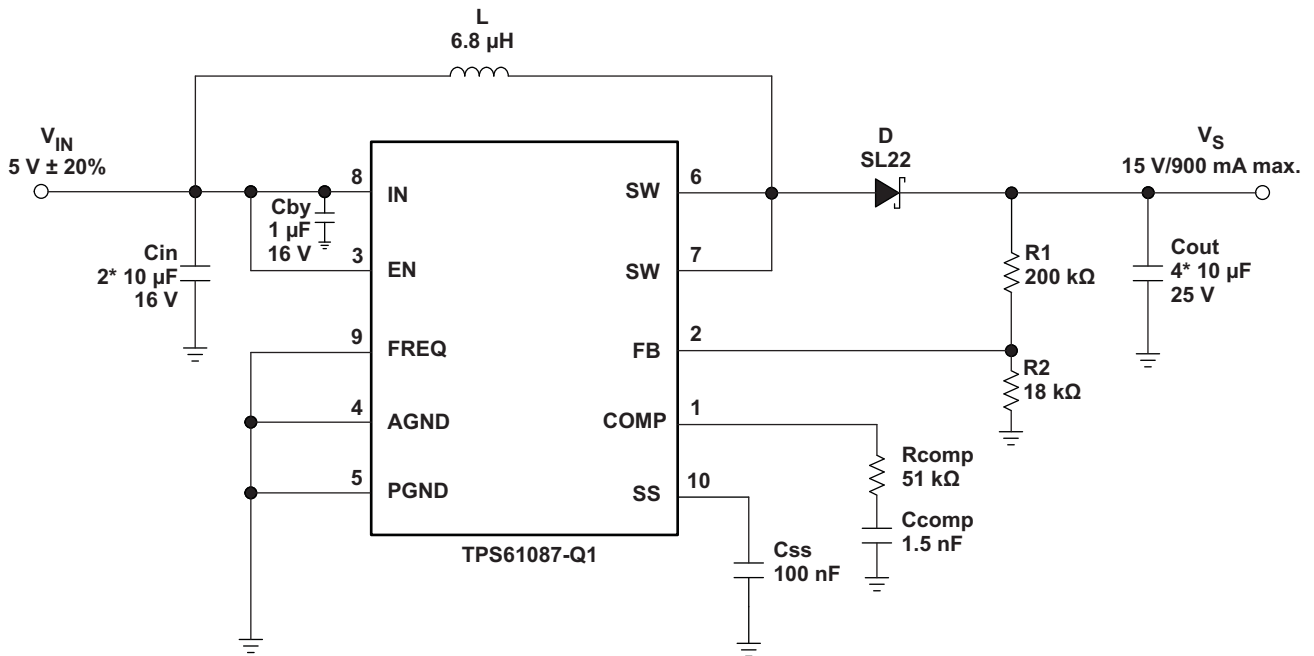 L
6.8 µH
VIN
5 V ± 20%
D
SL22
VS
15 V/900 mA max.
8
IN
SW
6
Cby
1 µF
16 V
3
EN
SW
7
Cin
2* 10 µF
16 V
R1
200 kΩ
Cout
4* 10 µF
25 V
9
FREQ
FB
2
R2
18 kΩ
4
AGND
COMP
1
Rcomp
51 kΩ
5
PGND
SS
10
Ccomp
1.5 nF
TPS61087-Q1
Css
100 nF